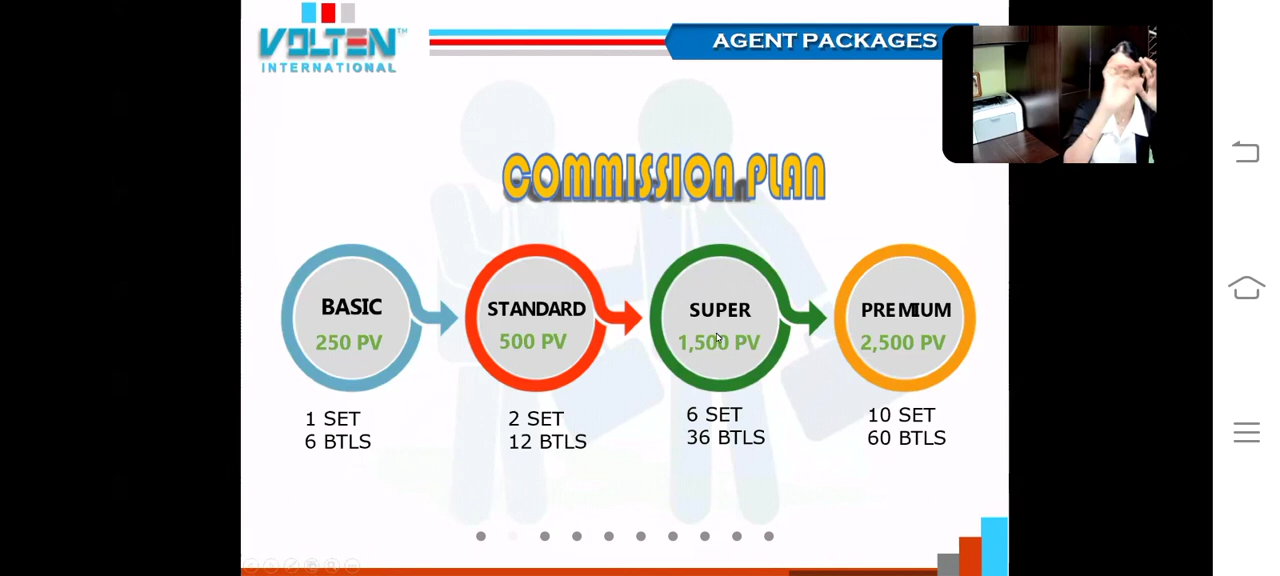 VOLTEN™
INTERNATIONAL
AGENT PACKAGES
COMMISSION PLAN
BASIC
250 PV
1 SET
6 BTLS
STANDARD
500 PV
2 SET
12 BTLS
SUPER
1,500 PV
6 SET
36 BTLS
PREMIUM
2,500 PV
10 SET
60 BTLS